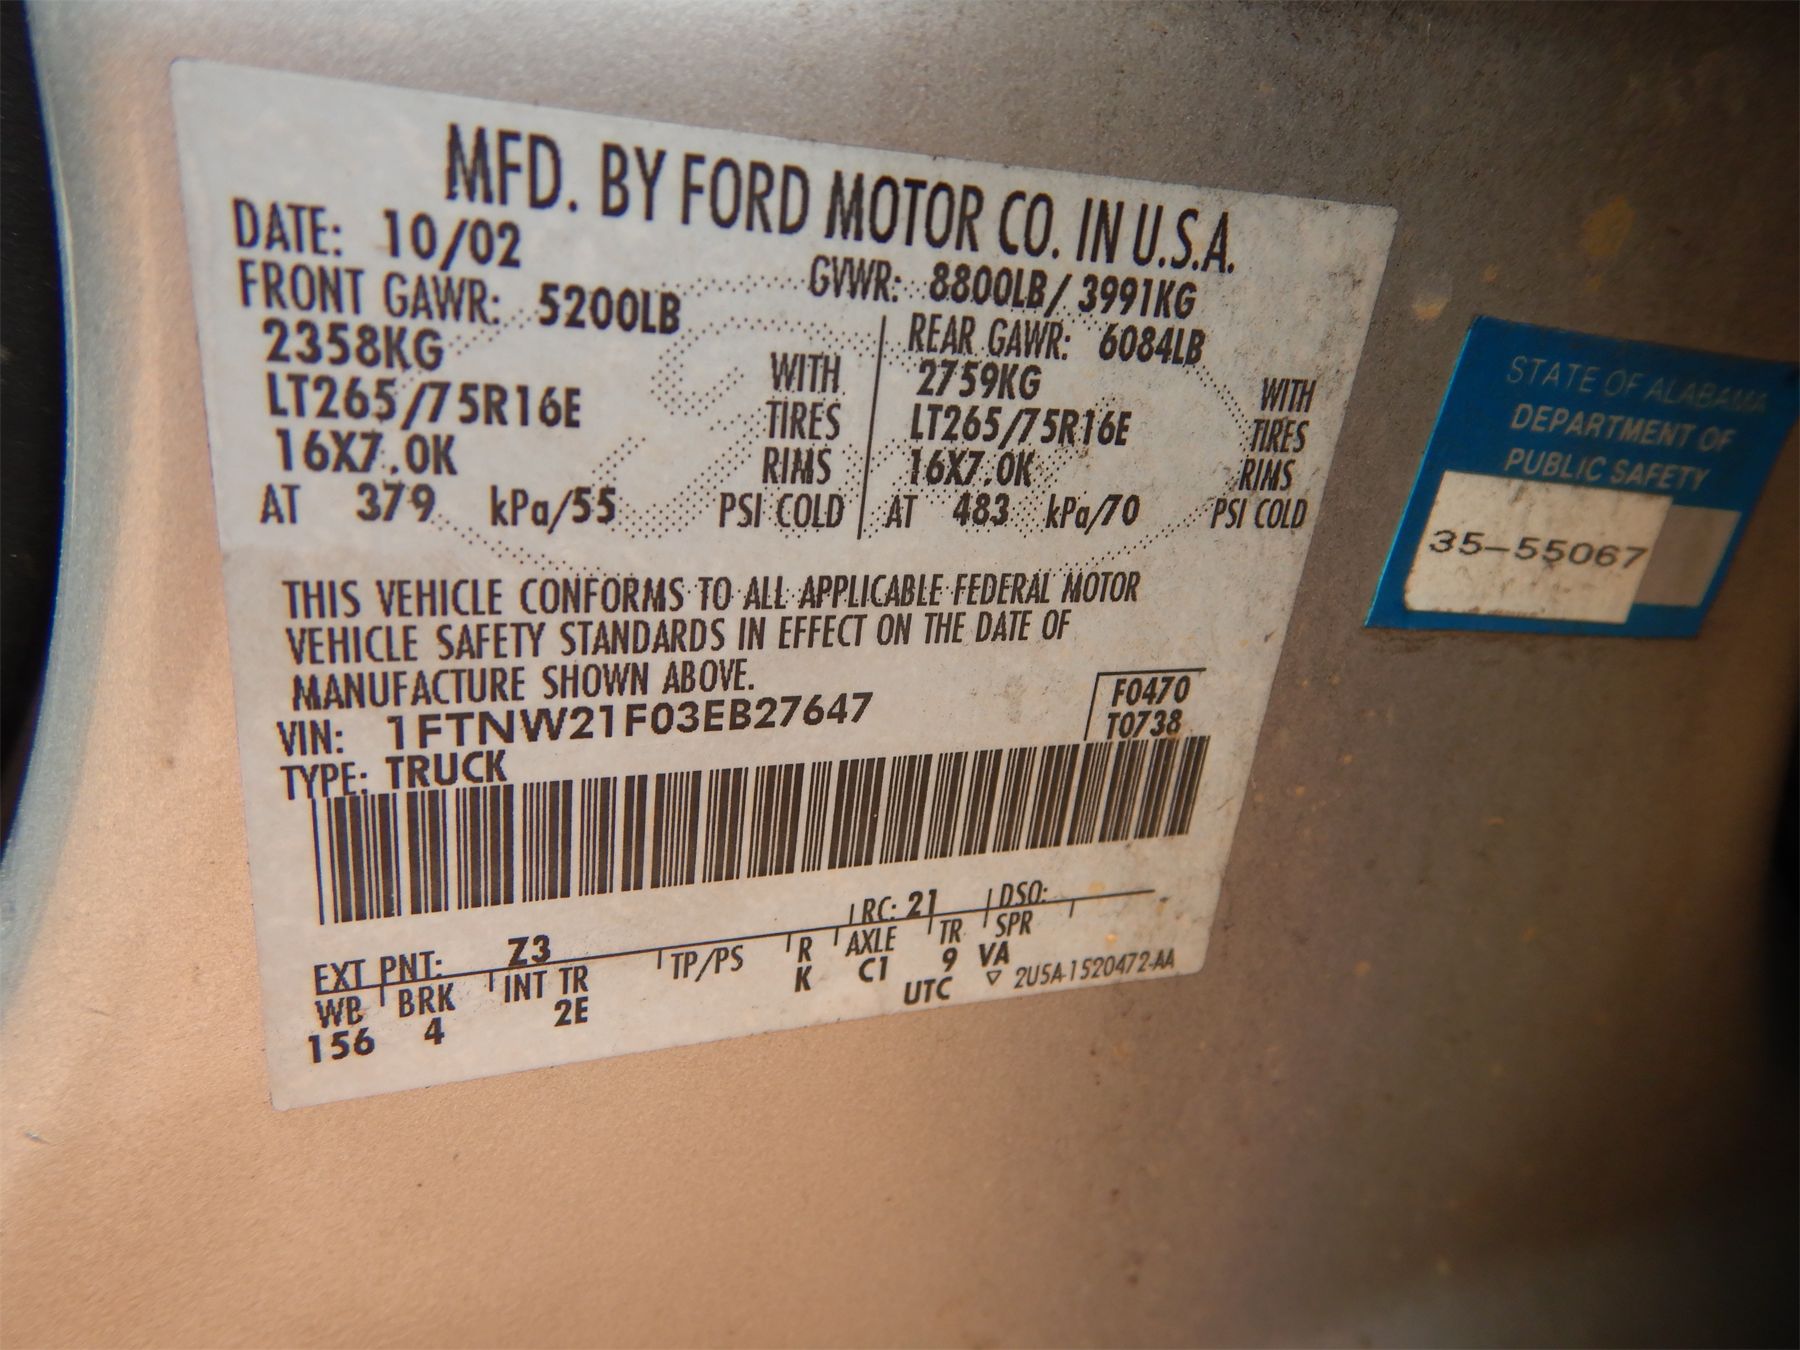 MFD. BY FORD MOTOR CO. IN U.S.A.
DATE: 10/02
GVWR: 8800LB/ 3991KG
FRONT GAWR: 5200LB
2358KG WITH
LT265/75R16E TIRES
16X7.0K RIMS
AT 379 kPa/55 PSI COLD
REAR GAWR: 6084LB
2759KG WITH
LT265/75R16E TIRES
16X7.0K RIMS
AT 483 kPa/70 PSI COLD
THIS VEHICLE CONFORMS TO ALL APPLICABLE FEDERAL MOTOR
VEHICLE SAFETY STANDARDS IN EFFECT ON THE DATE OF
MANUFACTURE SHOWN ABOVE.
VIN: 1FTNW21F03EB27647
F0470
T0738
TYPE: TRUCK
EXT PNT: Z3 RC: 21 DSO:
WB BRK INT TR TP/PS R AXLE TR SPR
156 4 2E K C1 9 VA
UTC ▽ 2U5A-1520472-AA
STATE OF ALABAMA
DEPARTMENT OF
PUBLIC SAFETY
35-55067